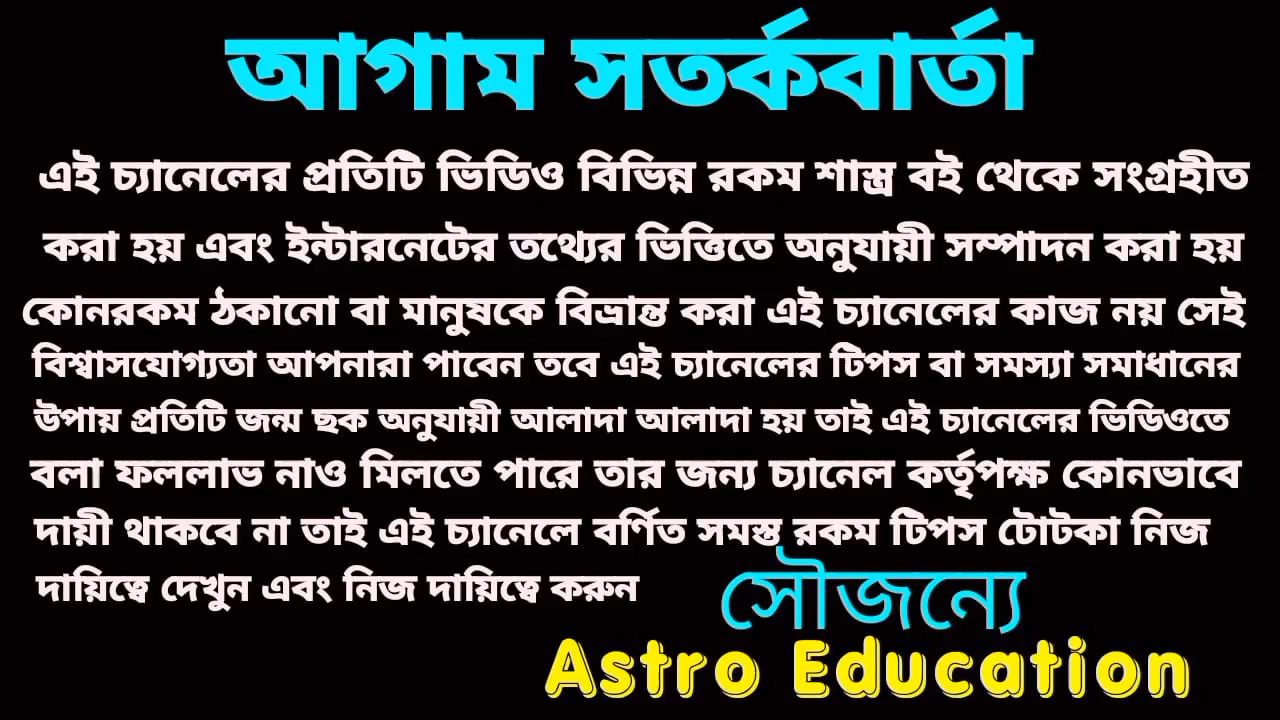 আগাম সতর্কবার্তা
এই চ্যানেলের প্রতিটি ভিডিও বিভিন্ন রকম শাস্ত্র বই থেকে সংগ্রহীত
করা হয় এবং ইন্টারনেটের তথ্যের ভিত্তিতে অনুযায়ী সম্পাদন করা হয়
কোনরকম ঠকানো বা মানুষকে বিভ্রান্ত করা এই চ্যানেলের কাজ নয় সেই
বিশ্বাসযোগ্যতা আপনারা পাবেন তবে এই চ্যানেলের টিপস বা সমস্যা সমাধানের
উপায় প্রতিটি জন্ম ছক অনুযায়ী আলাদা আলাদা হয় তাই এই চ্যানেলের ভিডিওতে
বলা ফললাভ নাও মিলতে পারে তার জন্য চ্যানেল কর্তৃপক্ষ কোনভাবে
দায়ী থাকবে না তাই এই চ্যানেলে বর্ণিত সমস্ত রকম টিপস টোটকা নিজ
দায়িত্বে দেখুন এবং নিজ দায়িত্বে করুন
সৌজন্যে
Astro Education